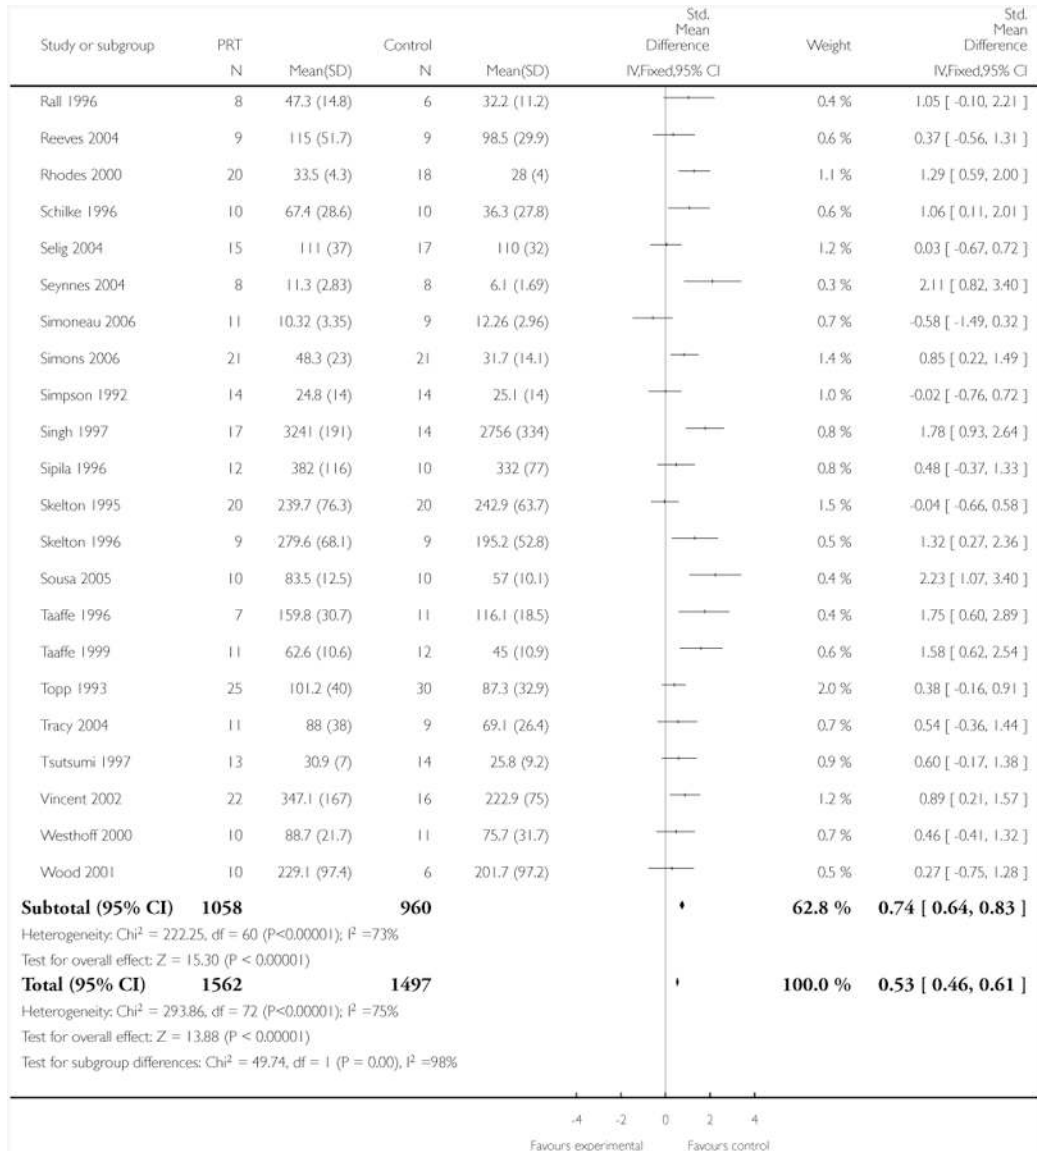 Study or subgroup PRT Control Std. Mean Difference Weight Std. Mean Difference
N Mean(SD) N Mean(SD) IV,Fixed,95% CI IV,Fixed,95% CI
Rall 1996 8 47.3 (14.8) 6 32.2 (11.2) 0.4 % 1.05 [ -0.10, 2.21 ]
Reeves 2004 9 115 (51.7) 9 98.5 (29.9) 0.6 % 0.37 [ -0.56, 1.31 ]
Rhodes 2000 20 33.5 (4.3) 18 28 (4) 1.1 % 1.29 [ 0.59, 2.00 ]
Schilke 1996 10 67.4 (28.6) 10 36.3 (27.8) 0.6 % 1.06 [ 0.11, 2.01 ]
Selig 2004 15 111 (37) 17 110 (32) 1.2 % 0.03 [ -0.67, 0.72 ]
Seynnes 2004 8 11.3 (2.83) 8 6.1 (1.69) 0.3 % 2.11 [ 0.82, 3.40 ]
Simoneau 2006 11 10.32 (3.35) 9 12.26 (2.96) 0.7 % -0.58 [ -1.49, 0.32 ]
Simons 2006 21 48.3 (23) 21 31.7 (14.1) 1.4 % 0.85 [ 0.22, 1.49 ]
Simpson 1992 14 24.8 (14) 14 25.1 (14) 1.0 % -0.02 [ -0.76, 0.72 ]
Singh 1997 17 3241 (191) 14 2756 (334) 0.8 % 1.78 [ 0.93, 2.64 ]
Sipila 1996 12 382 (116) 10 332 (77) 0.8 % 0.48 [ -0.37, 1.33 ]
Skelton 1995 20 239.7 (76.3) 20 242.9 (63.7) 1.5 % -0.04 [ -0.66, 0.58 ]
Skelton 1996 9 279.6 (68.1) 9 195.2 (52.8) 0.5 % 1.32 [ 0.27, 2.36 ]
Sousa 2005 10 83.5 (12.5) 10 57 (10.1) 0.4 % 2.23 [ 1.07, 3.40 ]
Taaffe 1996 7 159.8 (30.7) 11 116.1 (18.5) 0.4 % 1.75 [ 0.60, 2.89 ]
Taaffe 1999 11 62.6 (10.6) 12 45 (10.9) 0.6 % 1.58 [ 0.62, 2.54 ]
Topp 1993 25 101.2 (40) 30 87.3 (32.9) 2.0 % 0.38 [ -0.16, 0.91 ]
Tracy 2004 11 88 (38) 9 69.1 (26.4) 0.7 % 0.54 [ -0.36, 1.44 ]
Tsutsumi 1997 13 30.9 (7) 14 25.8 (9.2) 0.9 % 0.60 [ -0.17, 1.38 ]
Vincent 2002 22 347.1 (167) 16 222.9 (75) 1.2 % 0.89 [ 0.21, 1.57 ]
Westhoff 2000 10 88.7 (21.7) 11 75.7 (31.7) 0.7 % 0.46 [ -0.41, 1.32 ]
Wood 2001 10 229.1 (97.4) 6 201.7 (97.2) 0.5 % 0.27 [ -0.75, 1.28 ]
Subtotal (95% CI) 1058 960 62.8 % 0.74 [ 0.64, 0.83 ]
Heterogeneity: Chi² = 222.25, df = 60 (P<0.00001); I² =73%
Test for overall effect: Z = 15.30 (P < 0.00001)
Total (95% CI) 1562 1497 100.0 % 0.53 [ 0.46, 0.61 ]
Heterogeneity: Chi² = 293.86, df = 72 (P<0.00001); I² =75%
Test for overall effect: Z = 13.88 (P < 0.00001)
Test for subgroup differences: Chi² = 49.74, df = 1 (P = 0.00), I² =98%
-4 -2 0 2 4
Favours experimental Favours control